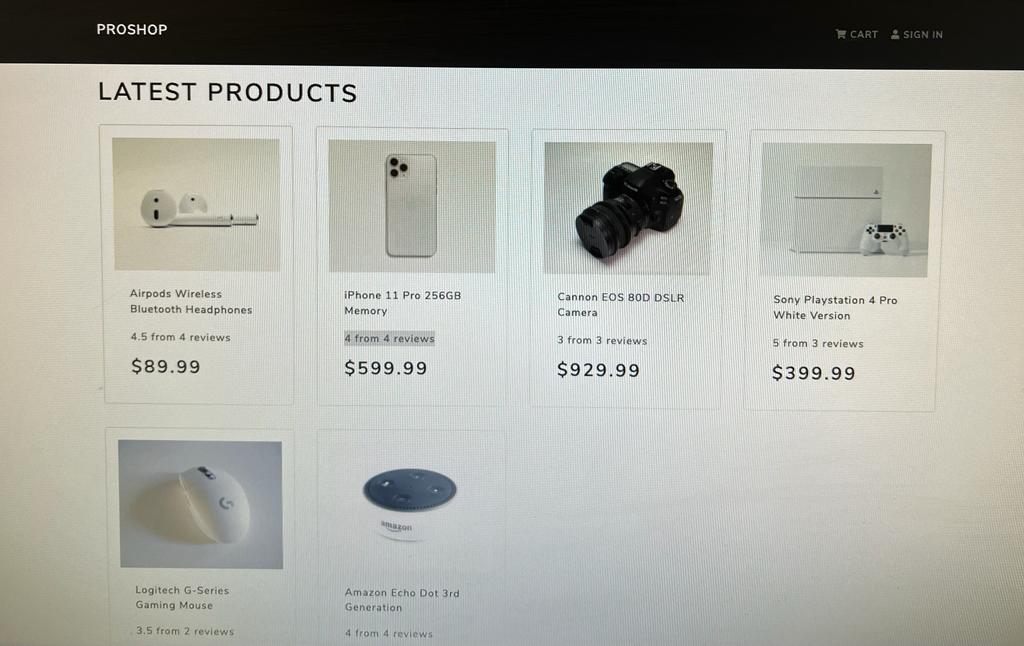 PROSHOP
CART SIGN IN
LATEST PRODUCTS
Airpods Wireless
Bluetooth Headphones
4.5 from 4 reviews
$89.99
iPhone 11 Pro 256GB
Memory
4 from 4 reviews
$599.99
Cannon EOS 80D DSLR
Camera
3 from 3 reviews
$929.99
Sony Playstation 4 Pro
White Version
5 from 3 reviews
$399.99
Logitech G-Series
Gaming Mouse
3.5 from 2 reviews
amazon
Amazon Echo Dot 3rd
Generation
4 from 4 reviews